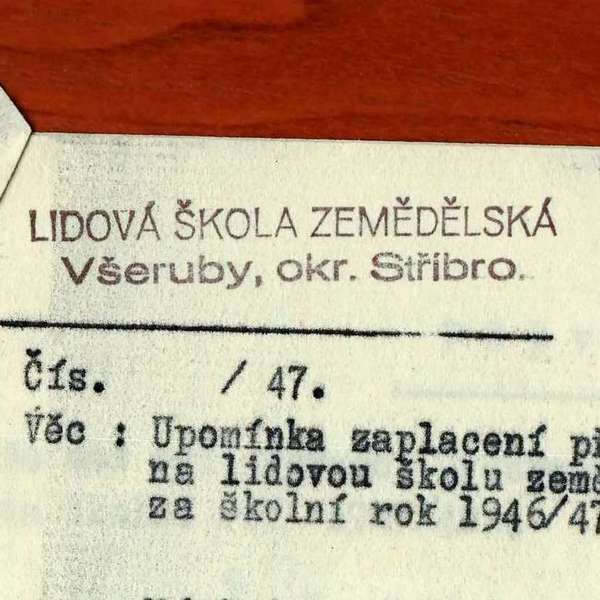 LIDOVÁ ŠKOLA ZEMĚDĚLSKÁ
Všeruby, okr. Stříbro.
Čís. / 47.
Věc : Upomínka zaplacení
na lidovou školu
za školní rok 1946/47